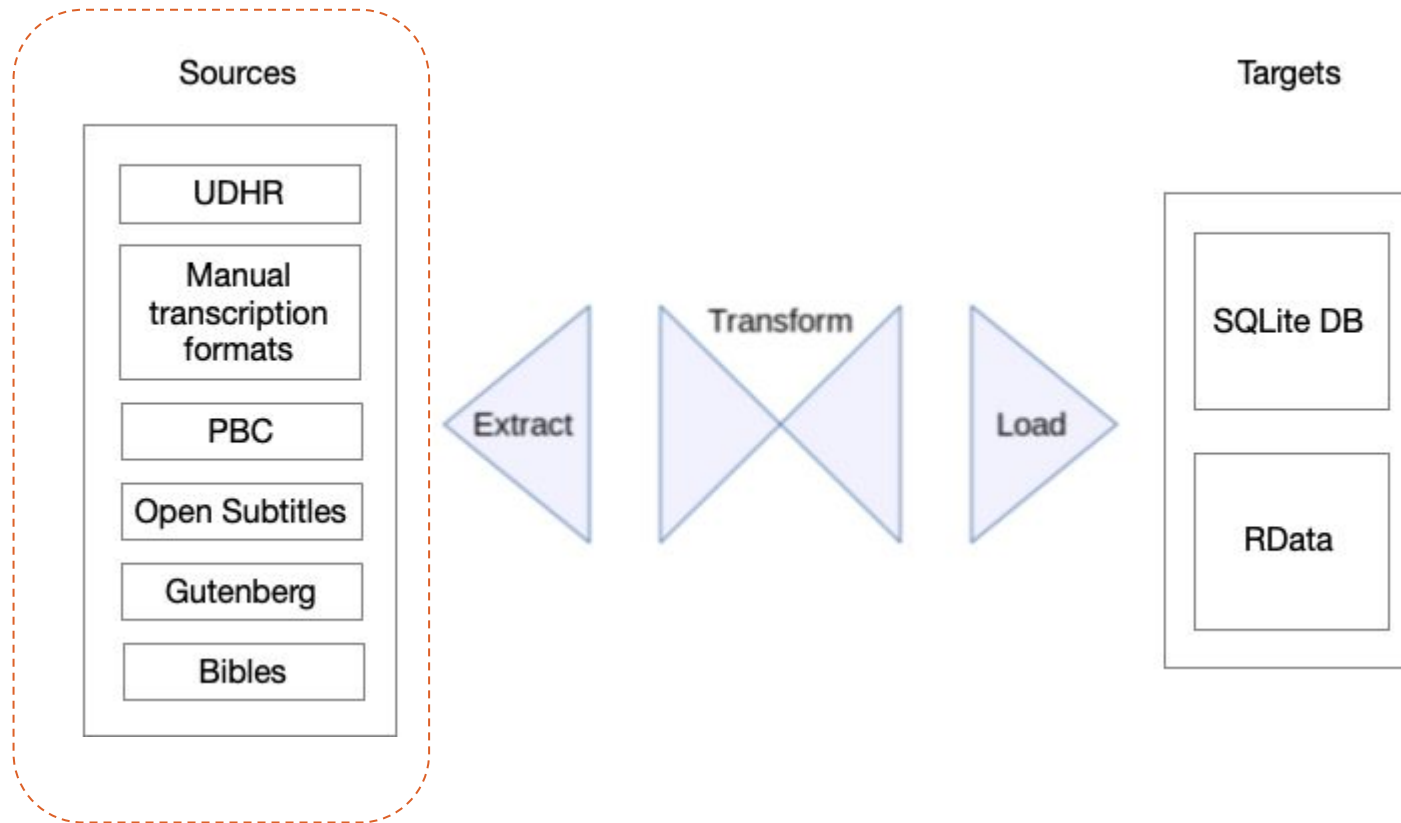 Sources
UDHR
Manual
transcription
formats
PBC
Open Subtitles
Gutenberg
Bibles
Extract
Transform
Load
Targets
SQLite DB
RData